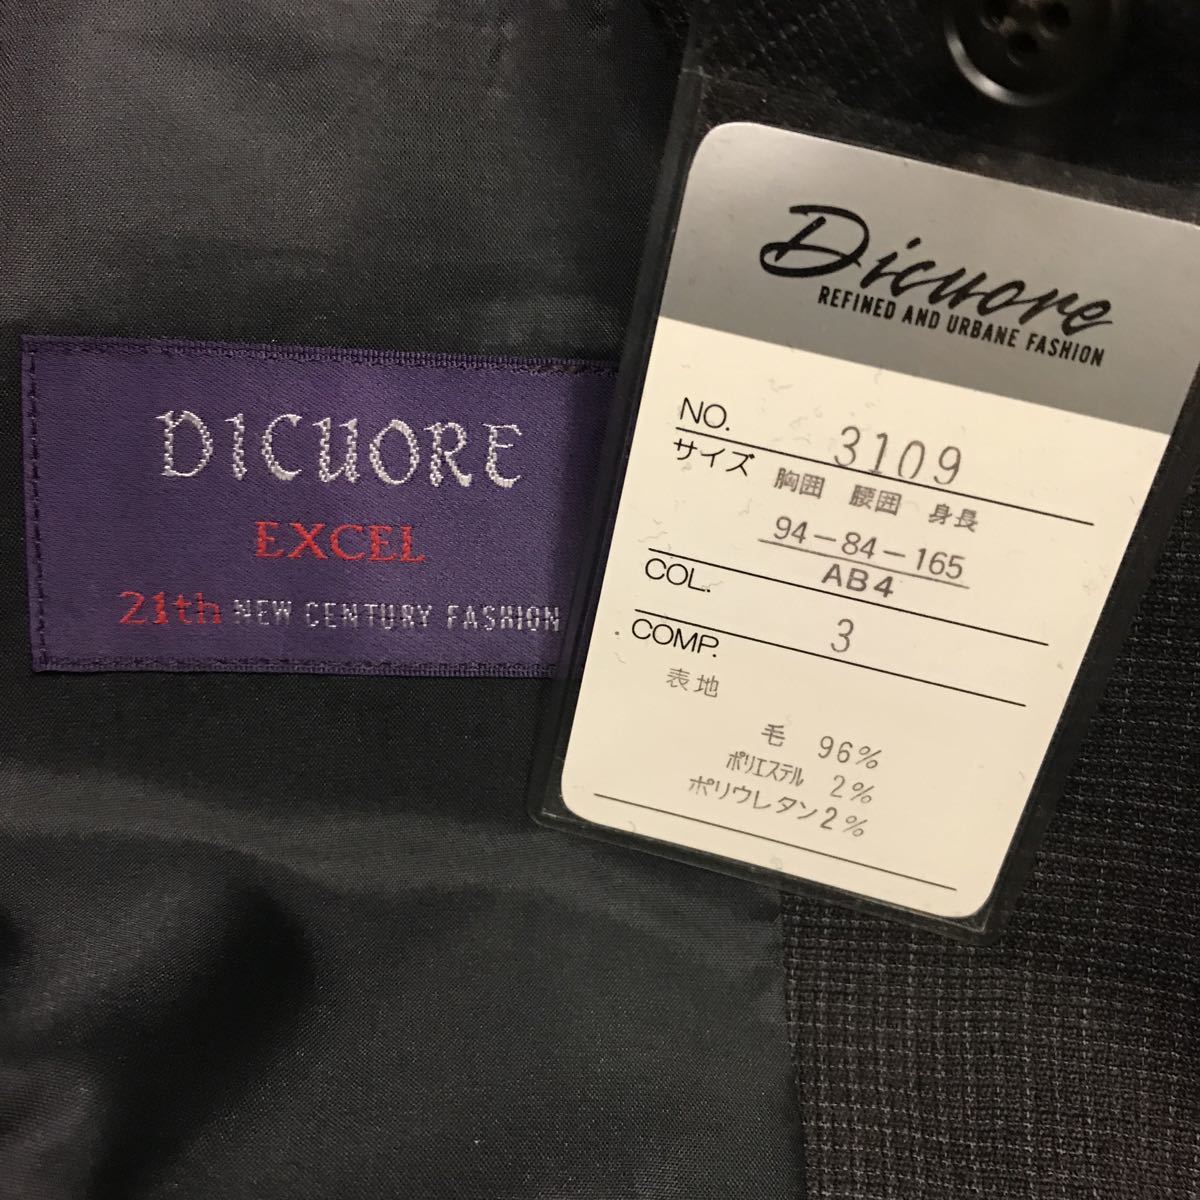 DICUORE
EXCEL
21th NEW CENTURY FASHION
Dicuore
REFINED AND URBANE FASHION
NO. 3109
サイズ 胸囲 腰囲 身長
94-84-165
AB4
COL. 3
COMP.
表地
毛 96%
ポリエステル 2%
ポリウレタン2%